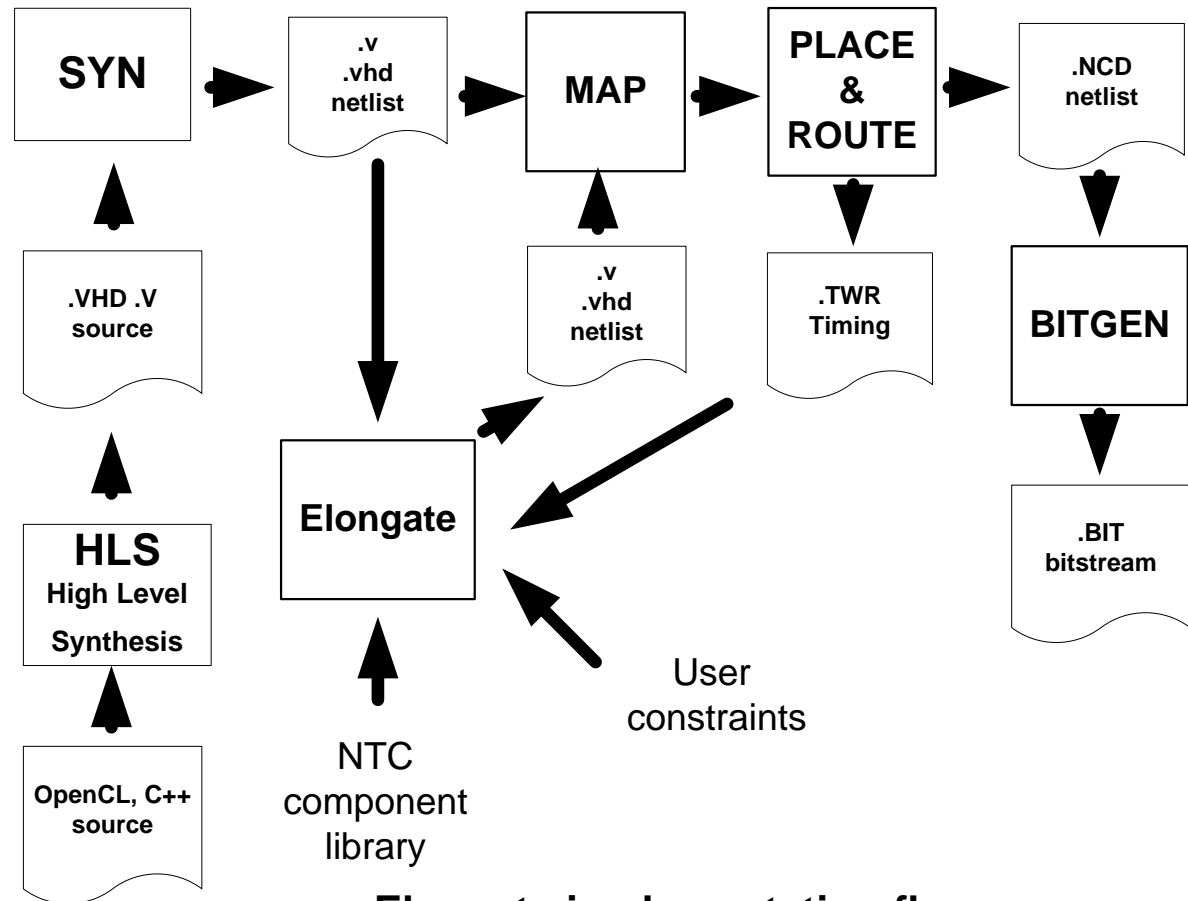 SYN
.v
.vhd
netlist
MAP
PLACE
&
ROUTE
.NCD
netlist
.VHD .V
source
.v
.vhd
netlist
.TWR
Timing
BITGEN
Elongate
HLS
High Level
Synthesis
.BIT
bitstream
User
constraints
NTC
component
library
OpenCL, C++
source